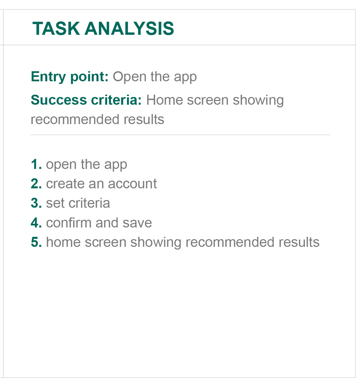 TASK ANALYSIS
Entry point: Open the app
Success criteria: Home screen showing
recommended results
1. open the app
2. create an account
3. set criteria
4. confirm and save
5. home screen showing recommended results